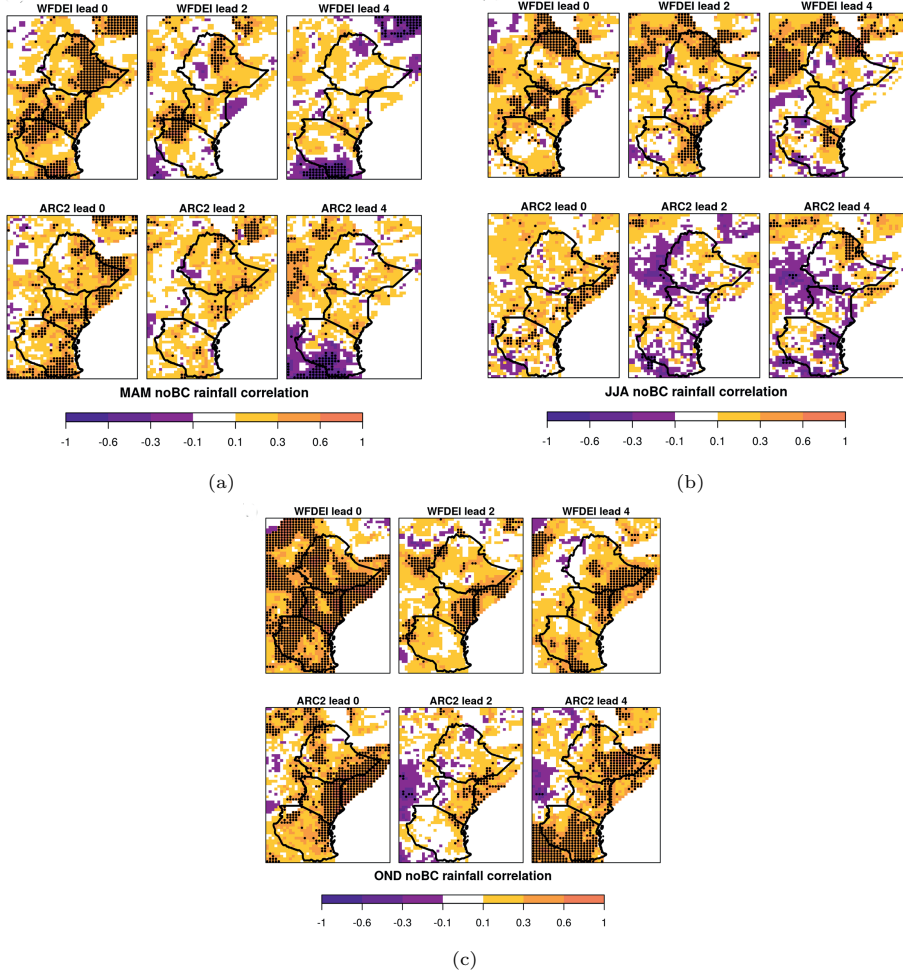 WFDEI lead 0 WFDEI lead 2 WFDEI lead 4
ARC2 lead 0 ARC2 lead 2 ARC2 lead 4
MAM noBC rainfall correlation
-1 -0.6 -0.3 -0.1 0.1 0.3 0.6 1
(a)
WFDEI lead 0 WFDEI lead 2 WFDEI lead 4
ARC2 lead 0 ARC2 lead 2 ARC2 lead 4
JJA noBC rainfall correlation
-1 -0.6 -0.3 -0.1 0.1 0.3 0.6 1
(b)
WFDEI lead 0 WFDEI lead 2 WFDEI lead 4
ARC2 lead 0 ARC2 lead 2 ARC2 lead 4
OND noBC rainfall correlation
-1 -0.6 -0.3 -0.1 0.1 0.3 0.6 1
(c)